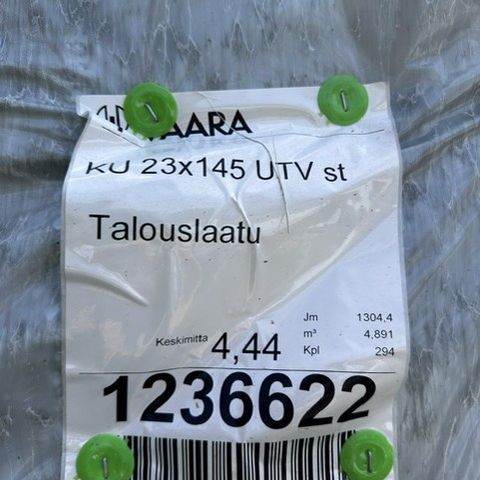 KU 23x145 UTV st
Talouslaatu
Jm 1304,4
m³ 4,891
Keskimitta 4,44
Kpl 294
1236622